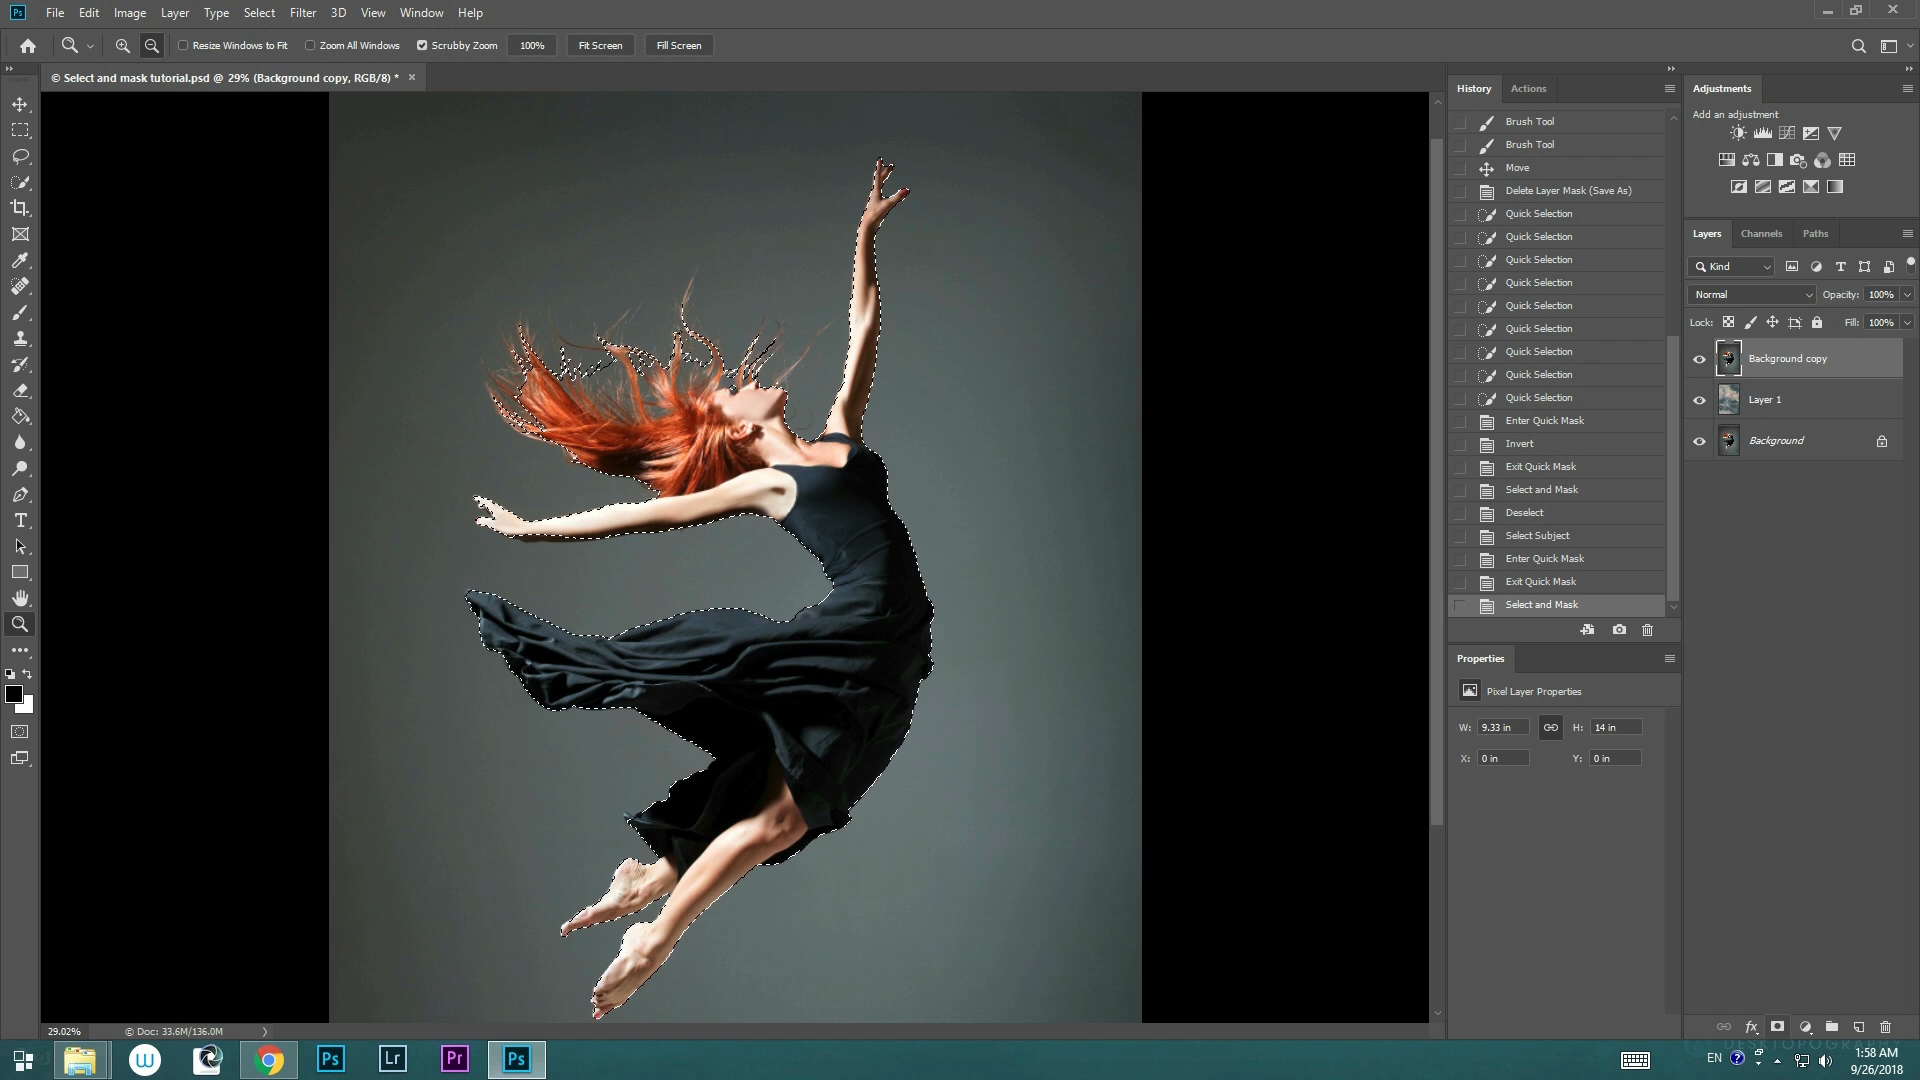 Ps File Edit Image Layer Type Select Filter 3D View Window Help
Resize Windows to Fit Zoom All Windows Scrubby Zoom 100% Fit Screen Fill Screen
© Select and mask tutorial.psd @ 29% (Background copy, RGB/8) *
History Actions
Brush Tool
Brush Tool
Move
Delete Layer Mask (Save As)
Quick Selection
Quick Selection
Quick Selection
Quick Selection
Quick Selection
Quick Selection
Quick Selection
Quick Selection
Quick Selection
Enter Quick Mask
Invert
Exit Quick Mask
Select and Mask
Deselect
Select Subject
Enter Quick Mask
Exit Quick Mask
Select and Mask
Properties
Pixel Layer Properties
W: 9.33 in H: 14 in
X: 0 in Y: 0 in
Adjustments
Add an adjustment
Layers Channels Paths
Kind
Normal Opacity: 100%
Lock: Fill: 100%
Background copy
Layer 1
Background
fx
29.02% © Doc: 33.6M/136.0M
DESKTOPOGRAPHY
W Ps Lr Pr Ps
EN 1:58 AM
9/26/2018